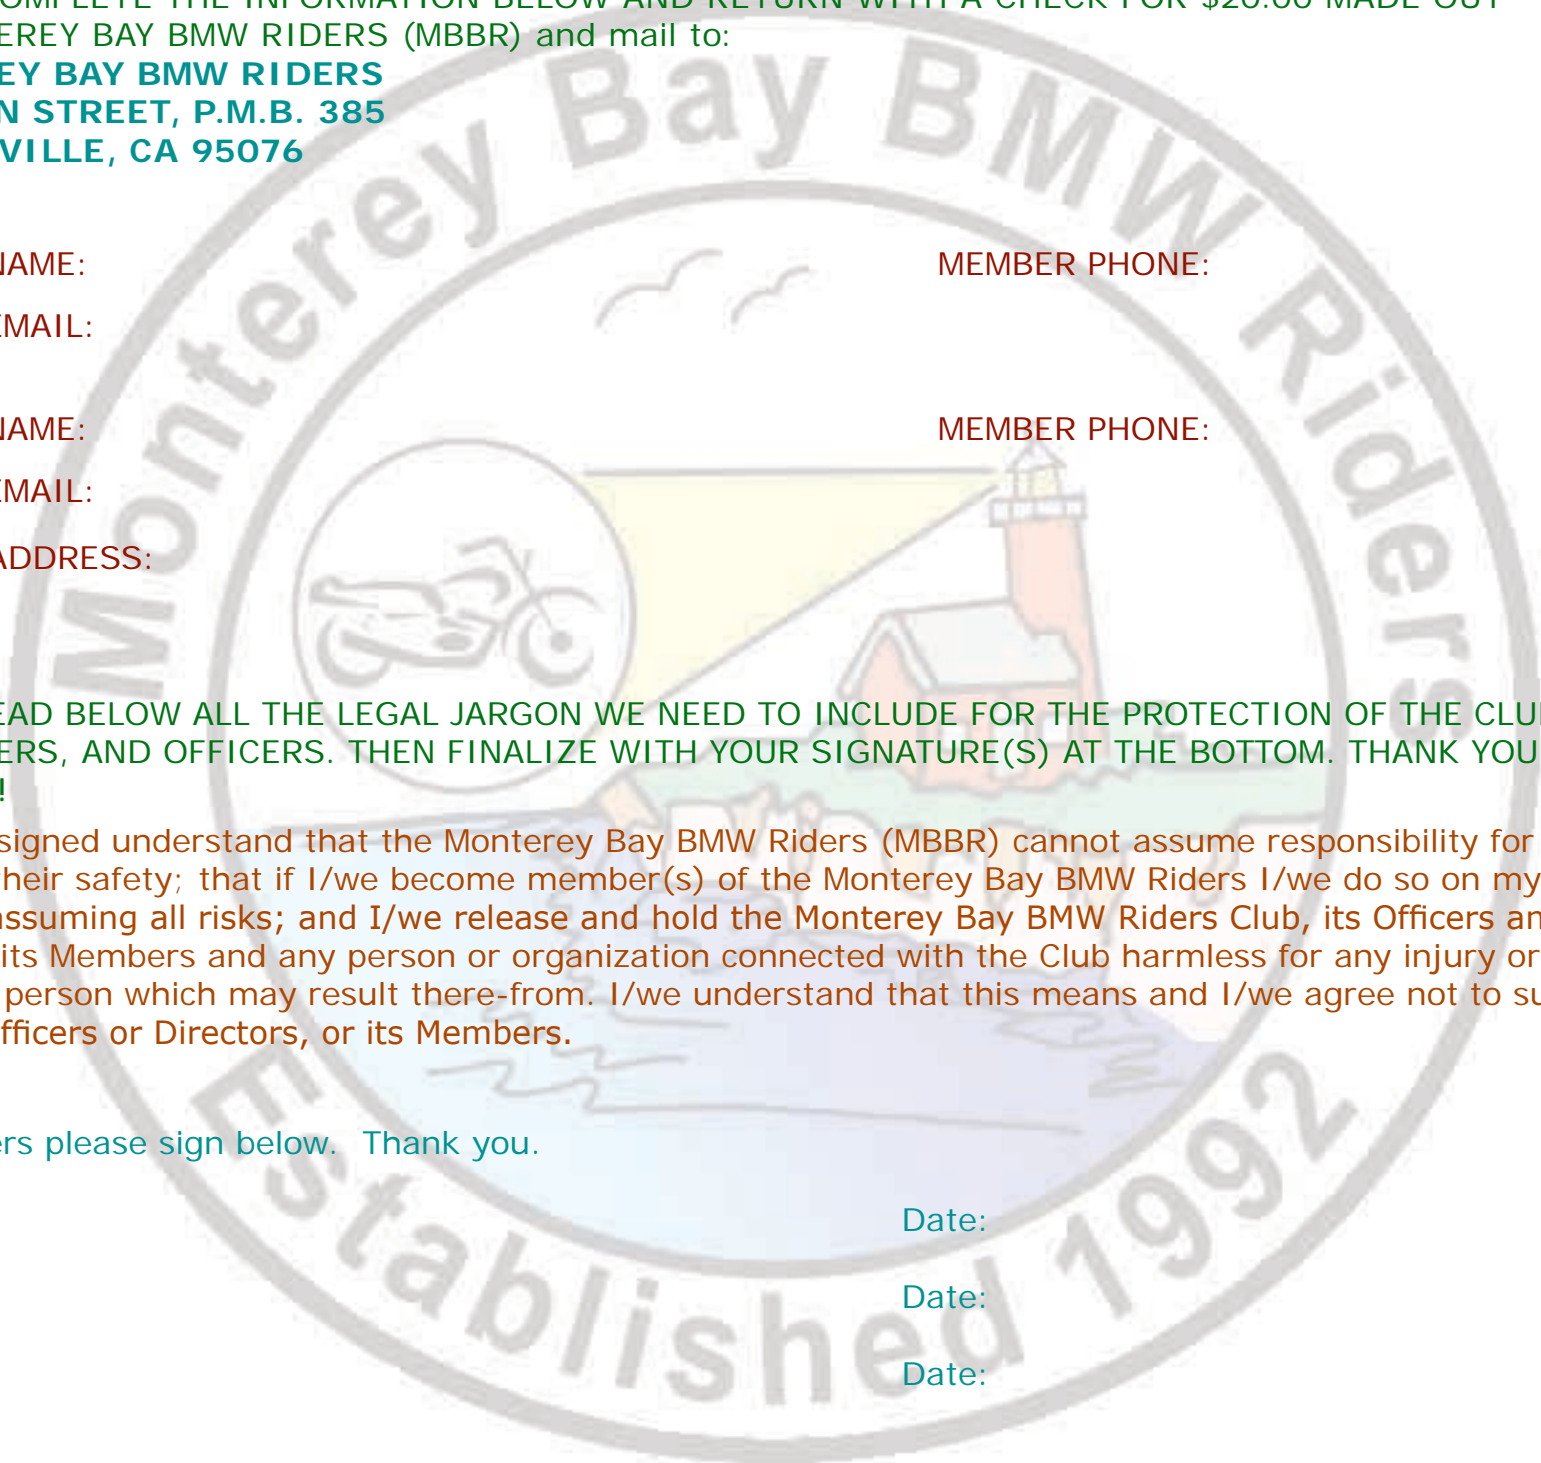 OMPLETE THE INFORMATION BELOW AND RETURN WITH A CHECK FOR $20.00 MADE OUT
EREY BAY BMW RIDERS (MBBR) and mail to:
EY BAY BMW RIDERS
N STREET, P.M.B. 385
VILLE, CA 95076
NAME: MEMBER PHONE:
EMAIL:
NAME: MEMBER PHONE:
EMAIL:
ADDRESS:
EAD BELOW ALL THE LEGAL JARGON WE NEED TO INCLUDE FOR THE PROTECTION OF THE CLU
ERS, AND OFFICERS. THEN FINALIZE WITH YOUR SIGNATURE(S) AT THE BOTTOM. THANK YOU
!
signed understand that the Monterey Bay BMW Riders (MBBR) cannot assume responsibility for
their safety; that if I/we become member(s) of the Monterey Bay BMW Riders I/we do so on my
assuming all risks; and I/we release and hold the Monterey Bay BMW Riders Club, its Officers an
its Members and any person or organization connected with the Club harmless for any injury or
person which may result there-from. I/we understand that this means and I/we agree not to su
fficers or Directors, or its Members.
ers please sign below. Thank you.
Date:
Date:
Date:
Monterey Bay BMW Riders
Established 1992